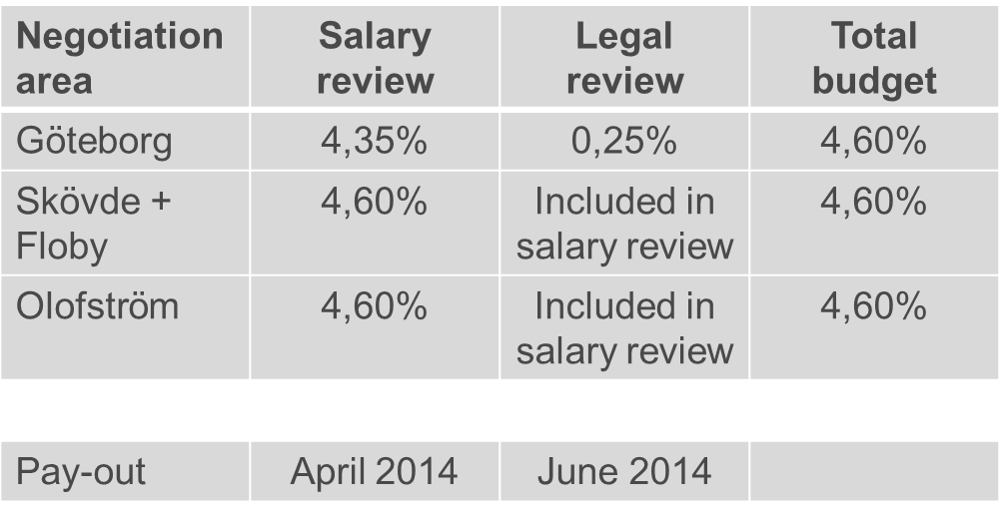 Negotiation area Salary review Legal review Total budget
Göteborg 4,35% 0,25% 4,60%
Skövde + Floby 4,60% Included in salary review 4,60%
Olofström 4,60% Included in salary review 4,60%
Pay-out April 2014 June 2014